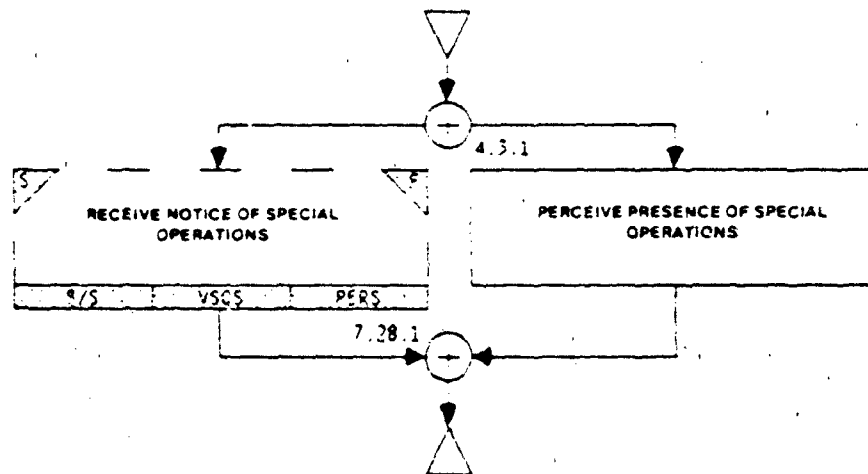 4.3.1
S
F
RECEIVE NOTICE OF SPECIAL
OPERATIONS
PERCEIVE PRESENCE OF SPECIAL
OPERATIONS
VSCS
PERS
7.28.1